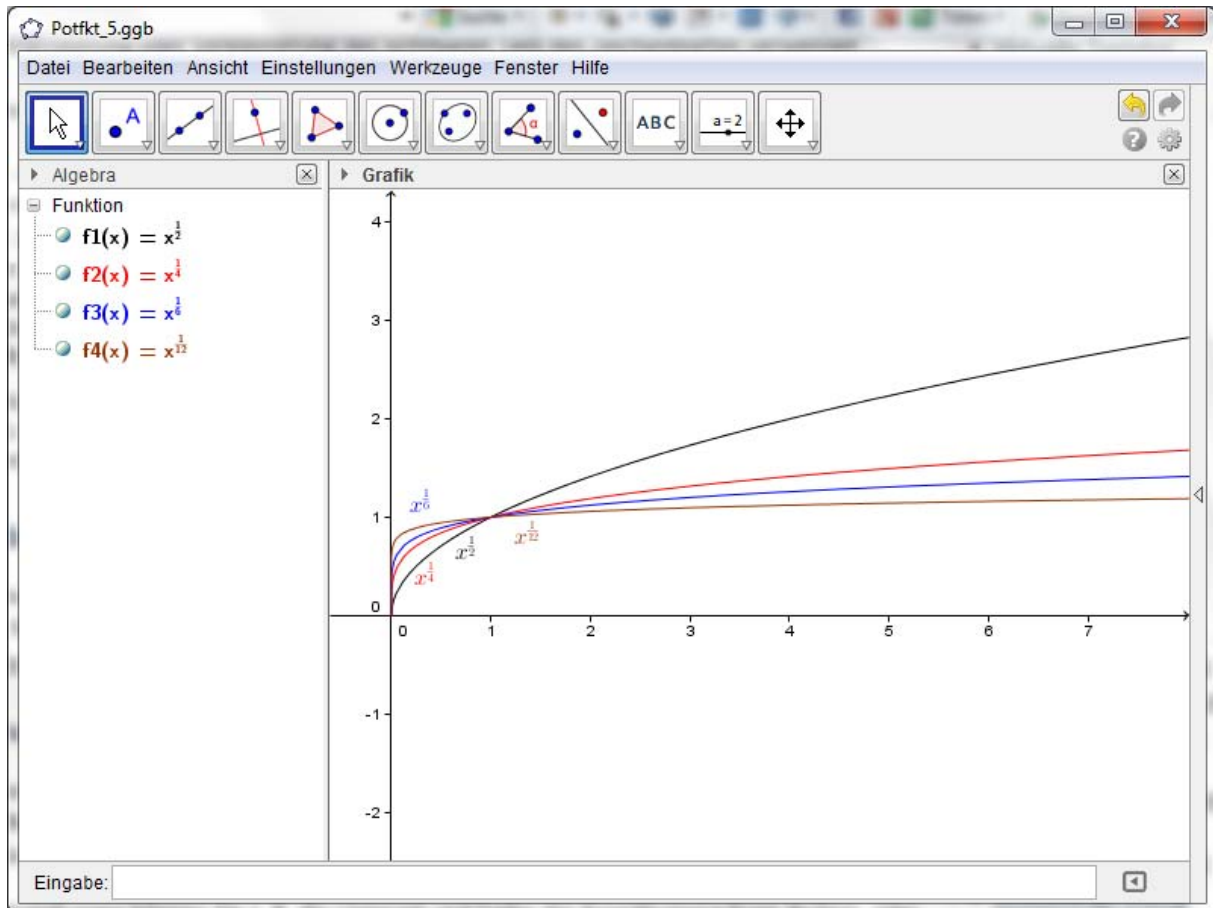 Potfkt_5.ggb
Datei Bearbeiten Ansicht Einstellungen Werkzeuge Fenster Hilfe
A
α
ABC
a=2
Algebra
Grafik
Funktion
f1(x) = x^{1/2}
f2(x) = x^{1/4}
f3(x) = x^{1/6}
f4(x) = x^{1/12}
4
3
2
x^{1/6}
1
x^{1/2}
x^{1/12}
x^{1/4}
0
0 1 2 3 4 5 6 7
-1
-2
Eingabe: